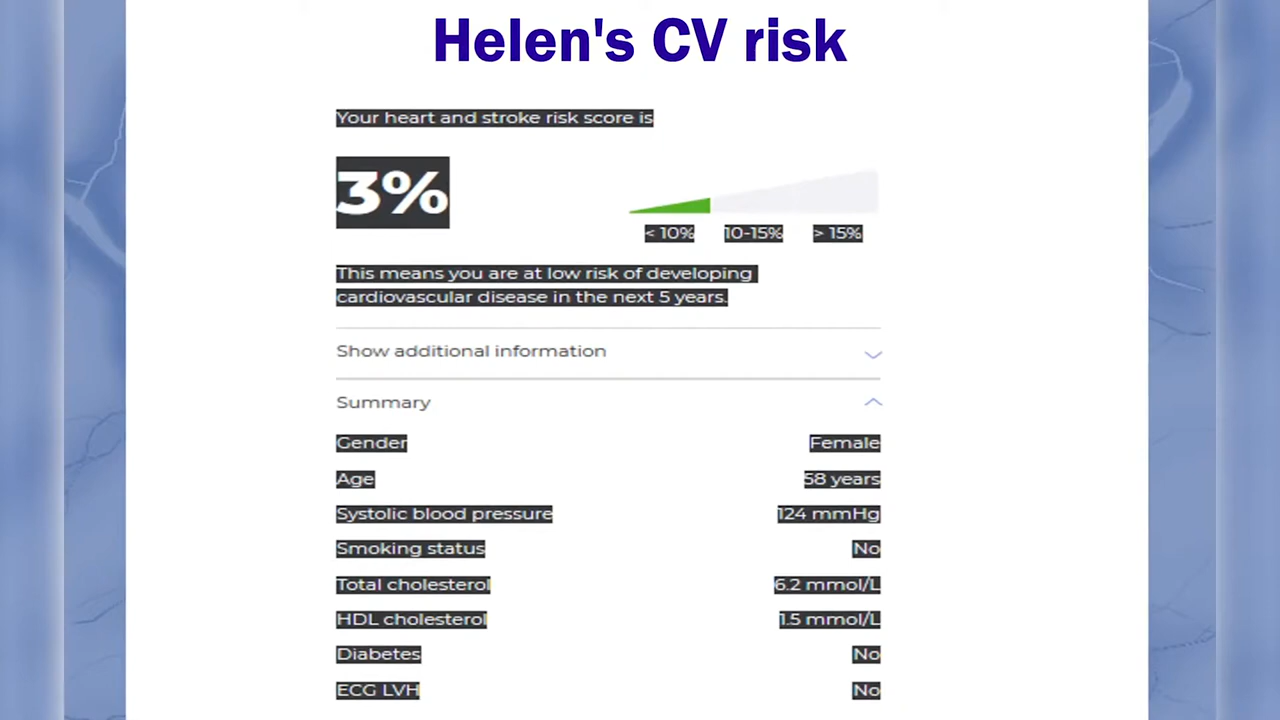 Helen's CV risk
Your heart and stroke risk score is
3%
< 10% 10-15% > 15%
This means you are at low risk of developing
cardiovascular disease in the next 5 years.
Show additional information
Summary
Gender Female
Age 58 years
Systolic blood pressure 124 mmHg
Smoking status No
Total cholesterol 6.2 mmol/L
HDL cholesterol 1.5 mmol/L
Diabetes No
ECG LVH No